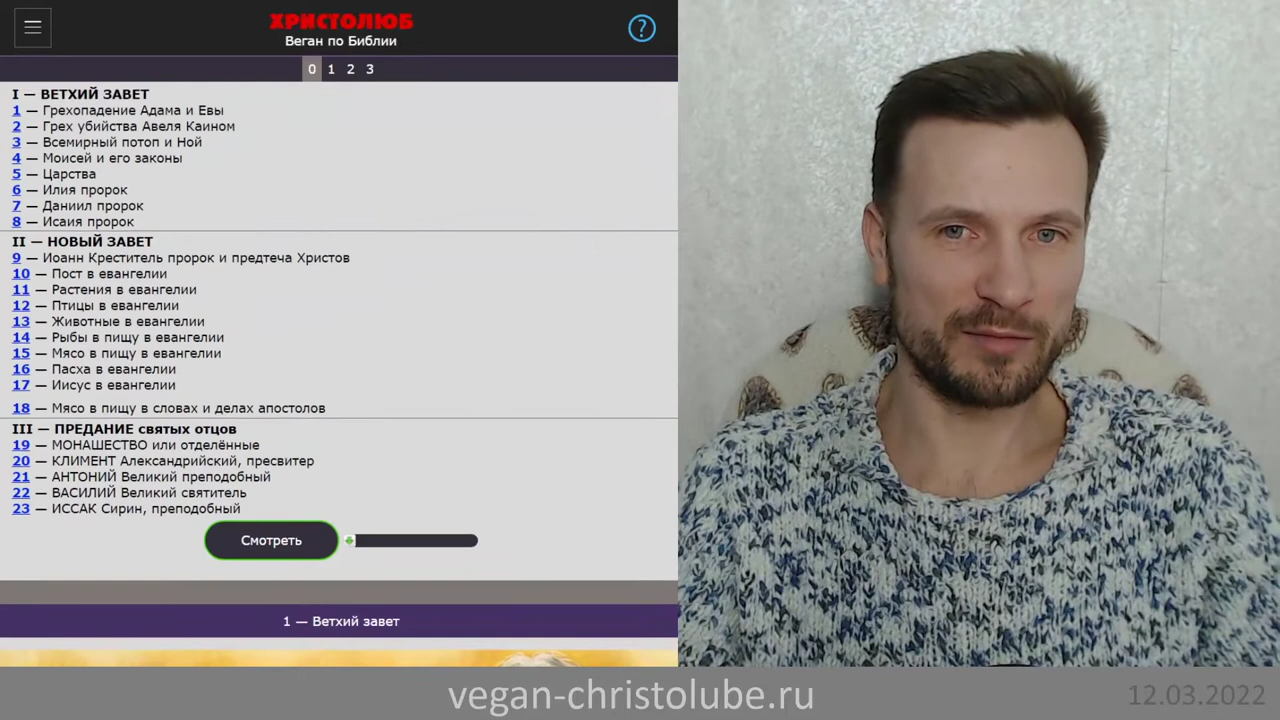 ХРИСТОЛЮБ
Веган по Библии
?
0 1 2 3
I — ВЕТХИЙ ЗАВЕТ
1 — Грехопадение Адама и Евы
2 — Грех убийства Авеля Каином
3 — Всемирный потоп и Ной
4 — Моисей и его законы
5 — Царства
6 — Илия пророк
7 — Даниил пророк
8 — Исаия пророк
II — НОВЫЙ ЗАВЕТ
9 — Иоанн Креститель пророк и предтеча Христов
10 — Пост в евангелии
11 — Растения в евангелии
12 — Птицы в евангелии
13 — Животные в евангелии
14 — Рыбы в пищу в евангелии
15 — Мясо в пищу в евангелии
16 — Пасха в евангелии
17 — Иисус в евангелии
18 — Мясо в пищу в словах и делах апостолов
III — ПРЕДАНИЕ святых отцов
19 — МОНАШЕСТВО или отделённые
20 — КЛИМЕНТ Александрийский, пресвитер
21 — АНТОНИЙ Великий преподобный
22 — ВАСИЛИЙ Великий святитель
23 — ИССАК Сирин, преподобный
Смотреть
1 — Ветхий завет
vegan-christolube.ru
12.03.2022